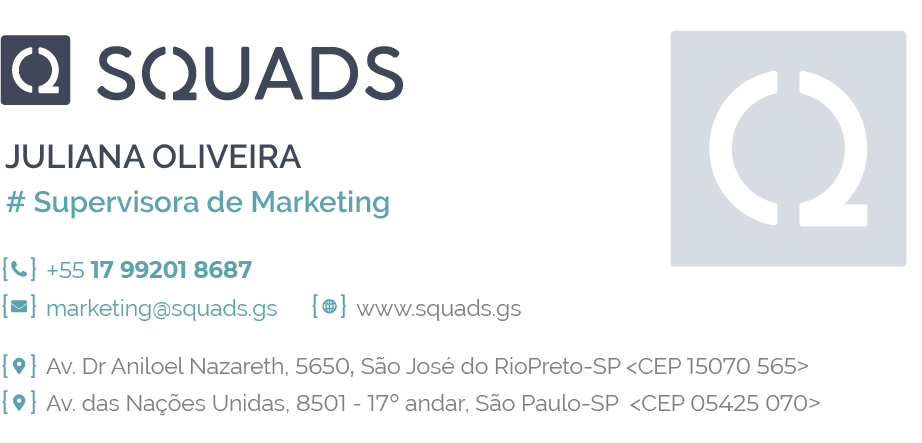 SQUADS
JULIANA OLIVEIRA
# Supervisora de Marketing
+55 17 99201 8687
marketing@squads.gs www.squads.gs
Av. Dr Aniloel Nazareth, 5650, São José do RioPreto-SP <CEP 15070 565>
Av. das Nações Unidas, 8501 - 17º andar, São Paulo-SP <CEP 05425 070>